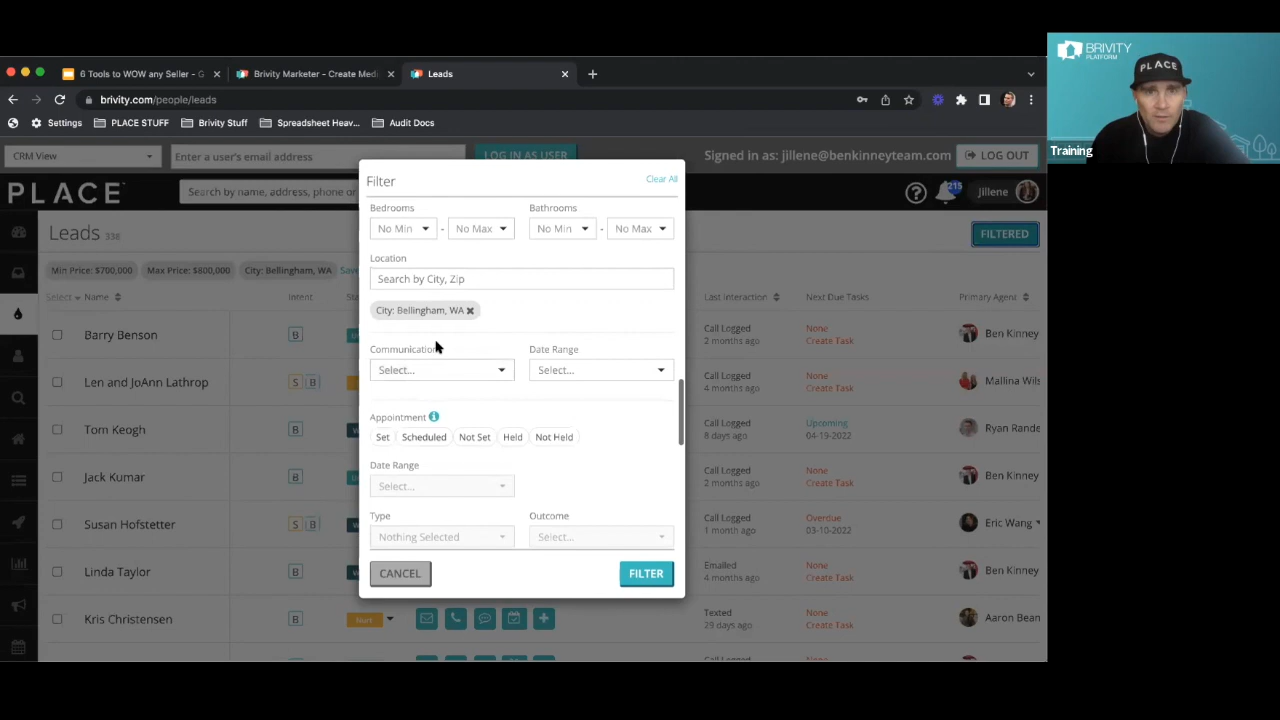 BRIVITY
PLATFORM
PLACE
Training
6 Tools to WOW any Seller - G
Brivity Marketer - Create Medi
Leads
brivity.com/people/leads
Settings
PLACE STUFF
Brivity Stuff
Spreadsheet Heav...
Audit Docs
CRM View
Enter a user's email address
LOG IN AS USER
Signed in as: jillene@benkinneyteam.com
LOG OUT
PLACE
Search by name, address, phone or
215
Jillene
Leads 336
FILTERED
Min Price: $700,000
Max Price: $800,000
City: Bellingham, WA
Save
Select
Name
Intent
Last Interaction
Next Due Tasks
Primary Agent
Barry Benson
B
Call Logged
2 months ago
None
Create Task
Ben Kinney
Len and JoAnn Lathrop
S B
Call Logged
4 months ago
None
Create Task
Mallina Wils
Tom Keogh
B
Call Logged
8 days ago
Upcoming
04-19-2022
Ryan Rande
Jack Kumar
B
Call Logged
2 months ago
None
Create Task
Ben Kinney
Susan Hofstetter
S B
Call Logged
1 month ago
Overdue
03-10-2022
Eric Wang
Linda Taylor
B
Emailed
4 months ago
None
Create Task
Ben Kinney
Kris Christensen
B
Nurt
Texted
29 days ago
None
Create Task
Aaron Bean
Filter
Clear All
Bedrooms
Bathrooms
No Min - No Max
No Min - No Max
Location
Search by City, Zip
City: Bellingham, WA
Communication
Date Range
Select...
Select...
Appointment
Set Scheduled Not Set Held Not Held
Date Range
Select...
Type
Outcome
Nothing Selected
Select...
CANCEL
FILTER